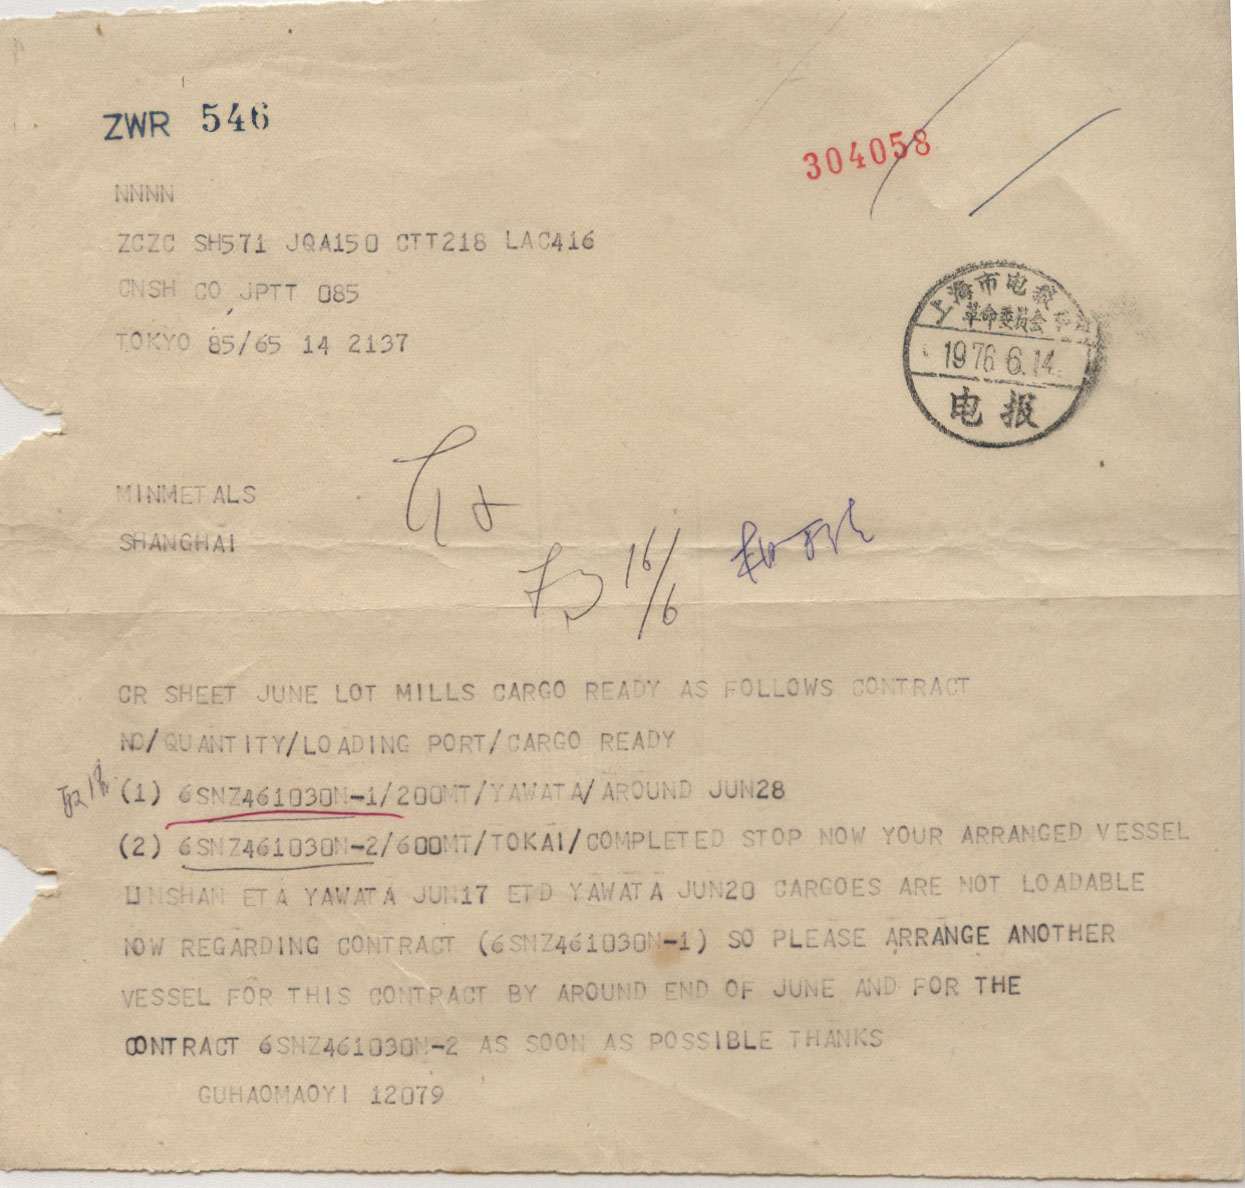 ZWR 546
304058
NNNN
ZCZC SH571 JQA150 CTT218 LAC416
CNSH CO JPTT 085
TOKYO 85/65 14 2137
上海市电报
革命委员会
1976.6.14
电报
MINMETALS
SHANGHAI
16/6
CR SHEET JUNE LOT MILLS CARGO READY AS FOLLOWS CONTRACT
NO/QUANTITY/LOADING PORT/CARGO READY
(1) 6SNZ461030N-1/200MT/YAWATA/AROUND JUN28
(2) 6SNZ461030N-2/600MT/TOKAI/COMPLETED STOP NOW YOUR ARRANGED VESSEL
LINSHAN ETA YAWATA JUN17 ETD YAWATA JUN20 CARGOES ARE NOT LOADABLE
NOW REGARDING CONTRACT (6SNZ461030N-1) SO PLEASE ARRANGE ANOTHER
VESSEL FOR THIS CONTRACT BY AROUND END OF JUNE AND FOR THE
CONTRACT 6SNZ461030N-2 AS SOON AS POSSIBLE THANKS
GUHAOMAOYI 12079